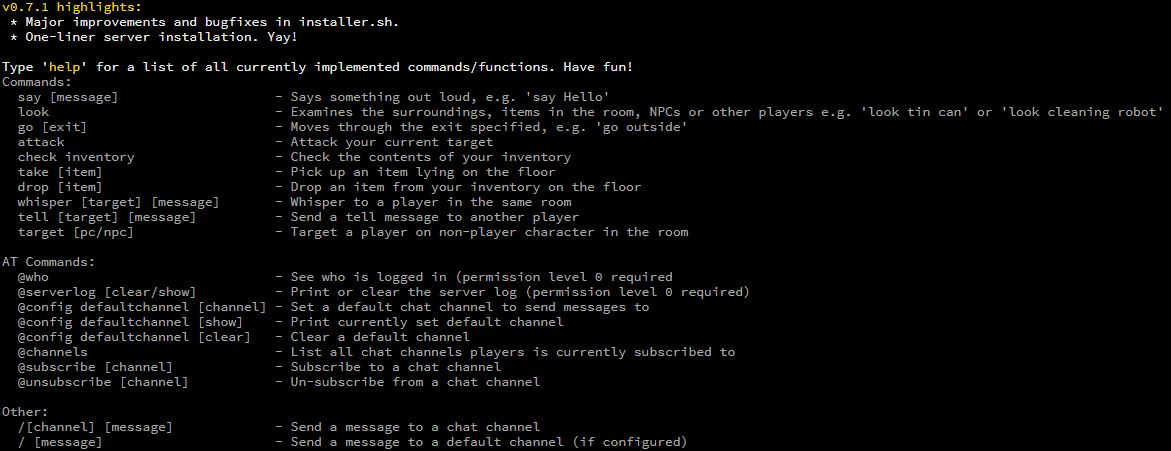 v0.7.1 highlights:
 * Major improvements and bugfixes in installer.sh.
 * One-liner server installation. Yay!

Type 'help' for a list of all currently implemented commands/functions. Have fun!
Commands:
  say [message]                    - Says something out loud, e.g. 'say Hello'
  look                             - Examines the surroundings, items in the room, NPCs or other players e.g. 'look tin can' or 'look cleaning robot'
  go [exit]                        - Moves through the exit specified, e.g. 'go outside'
  attack                           - Attack your current target
  check inventory                  - Check the contents of your inventory
  take [item]                      - Pick up an item lying on the floor
  drop [item]                      - Drop an item from your inventory on the floor
  whisper [target] [message]       - Whisper to a player in the same room
  tell [target] [message]          - Send a tell message to another player
  target [pc/npc]                  - Target a player on non-player character in the room

AT Commands:
  @who                             - See who is logged in (permission level 0 required
  @serverlog [clear/show]          - Print or clear the server log (permission level 0 required)
  @config defaultchannel [channel] - Set a default chat channel to send messages to
  @config defaultchannel [show]    - Print currently set default channel
  @config defaultchannel [clear]   - Clear a default channel
  @channels                        - List all chat channels players is currently subscribed to
  @subscribe [channel]             - Subscribe to a chat channel
  @unsubscribe [channel]           - Un-subscribe from a chat channel

Other:
  /[channel] [message]             - Send a message to a chat channel
  / [message]                      - Send a message to a default channel (if configured)